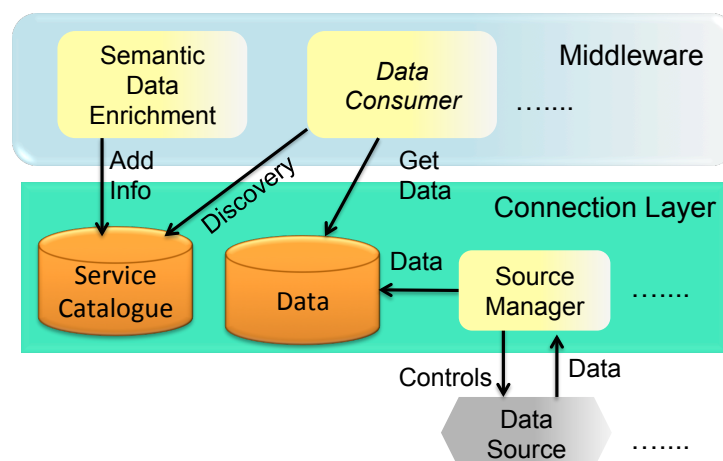 Semantic
Data
Enrichment
Data
Consumer
…....
Middleware
Add
Info
Discovery
Get
Data
Connection Layer
Service
Catalogue
Data
Data
Source
Manager
…....
Controls
Data
Data
Source
…....